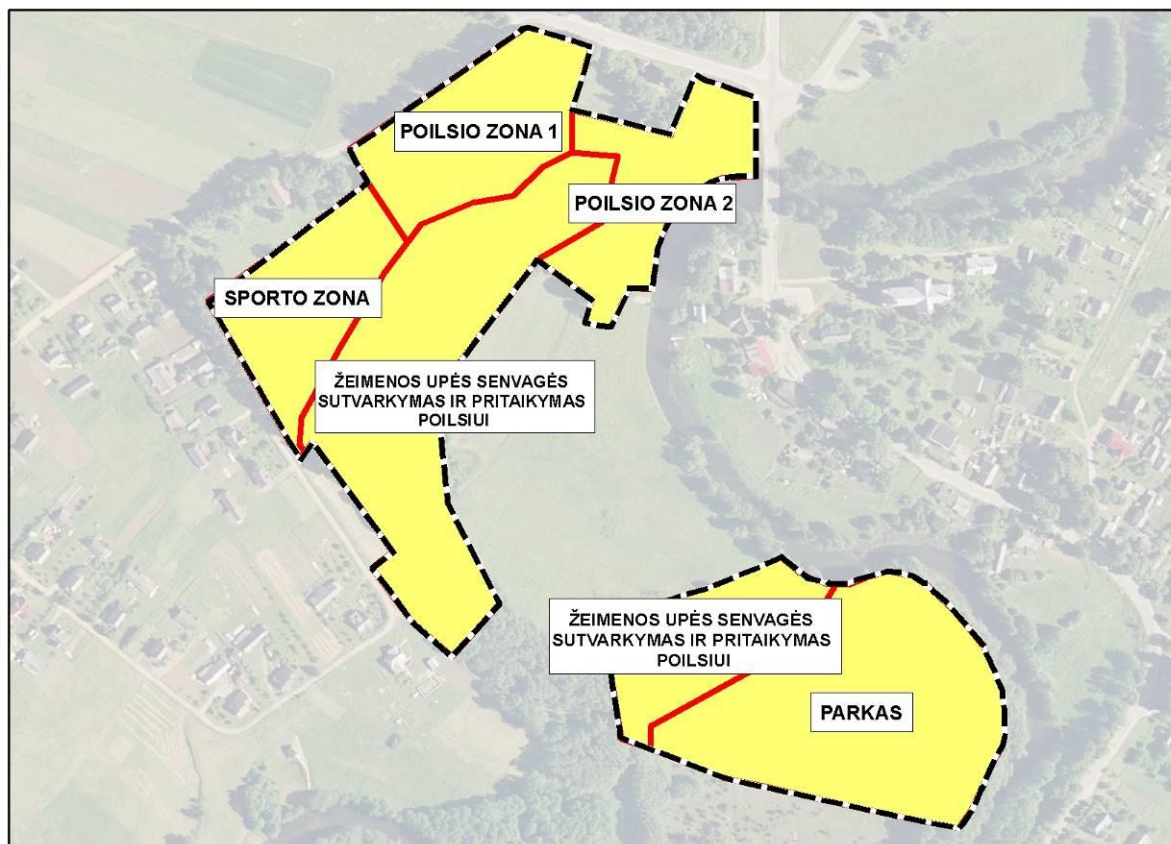 POILSIO ZONA 1
POILSIO ZONA 2
SPORTO ZONA
ŽEIMENOS UPĖS SENVAGĖS
SUTVARKYMAS IR PRITAIKYMAS
POILSIUI
ŽEIMENOS UPĖS SENVAGĖS
SUTVARKYMAS IR PRITAIKYMAS
POILSIUI
PARKAS